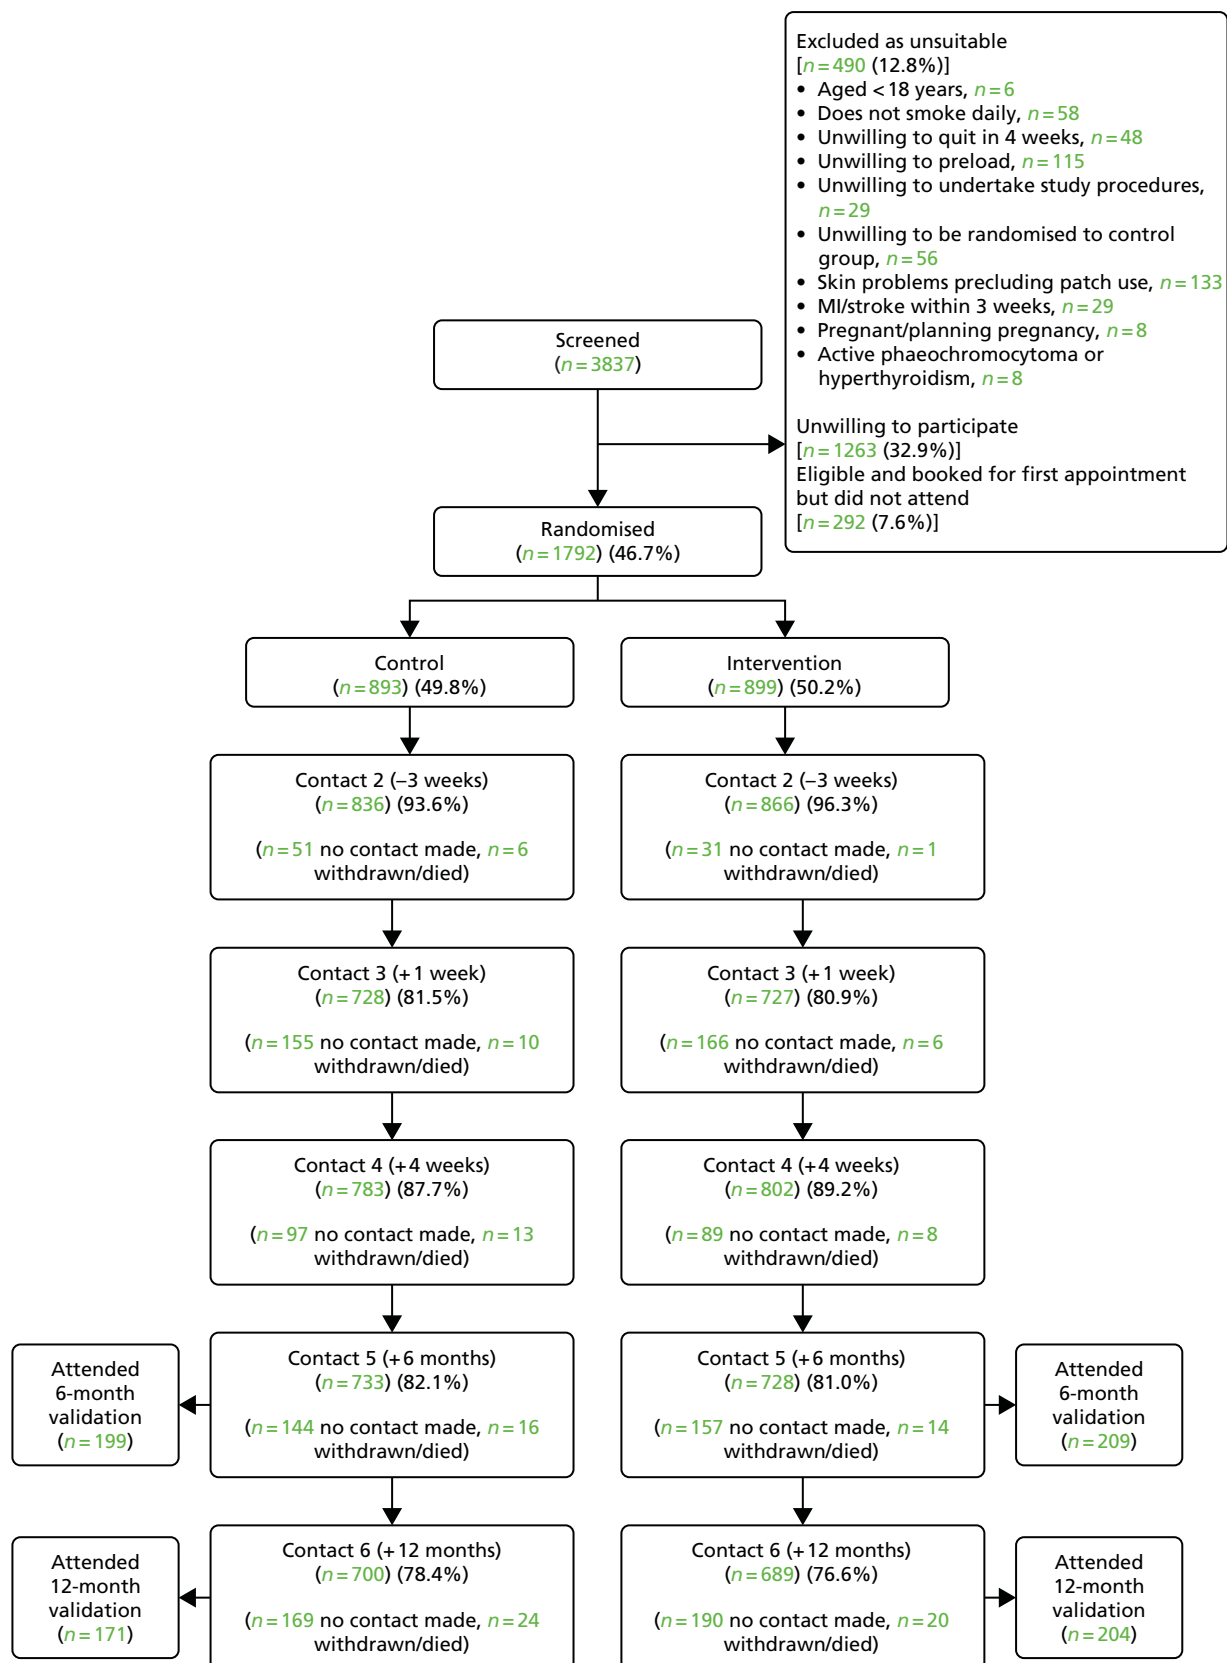 Excluded as unsuitable
[n=490 (12.8%)]
• Aged <18 years, n=6
• Does not smoke daily, n=58
• Unwilling to quit in 4 weeks, n=48
• Unwilling to preload, n=115
• Unwilling to undertake study procedures,
n=29
• Unwilling to be randomised to control
group, n=56
• Skin problems precluding patch use, n=133
• MI/stroke within 3 weeks, n=29
• Pregnant/planning pregnancy, n=8
• Active phaeochromocytoma or
hyperthyroidism, n=8
Unwilling to participate
[n=1263 (32.9%)]
Eligible and booked for first appointment
but did not attend
[n=292 (7.6%)]
Screened
(n=3837)
Randomised
(n=1792) (46.7%)
Control
(n=893) (49.8%)
Intervention
(n=899) (50.2%)
Contact 2 (–3 weeks)
(n=836) (93.6%)
(n=51 no contact made, n=6
withdrawn/died)
Contact 2 (–3 weeks)
(n=866) (96.3%)
(n=31 no contact made, n=1
withdrawn/died)
Contact 3 (+1 week)
(n=728) (81.5%)
(n=155 no contact made, n=10
withdrawn/died)
Contact 3 (+1 week)
(n=727) (80.9%)
(n=166 no contact made, n=6
withdrawn/died)
Contact 4 (+4 weeks)
(n=783) (87.7%)
(n=97 no contact made, n=13
withdrawn/died)
Contact 4 (+4 weeks)
(n=802) (89.2%)
(n=89 no contact made, n=8
withdrawn/died)
Attended
6-month
validation
(n=199)
Contact 5 (+6 months)
(n=733) (82.1%)
(n=144 no contact made, n=16
withdrawn/died)
Contact 5 (+6 months)
(n=728) (81.0%)
(n=157 no contact made, n=14
withdrawn/died)
Attended
6-month
validation
(n=209)
Attended
12-month
validation
(n=171)
Contact 6 (+12 months)
(n=700) (78.4%)
(n=169 no contact made, n=24
withdrawn/died)
Contact 6 (+12 months)
(n=689) (76.6%)
(n=190 no contact made, n=20
withdrawn/died)
Attended
12-month
validation
(n=204)